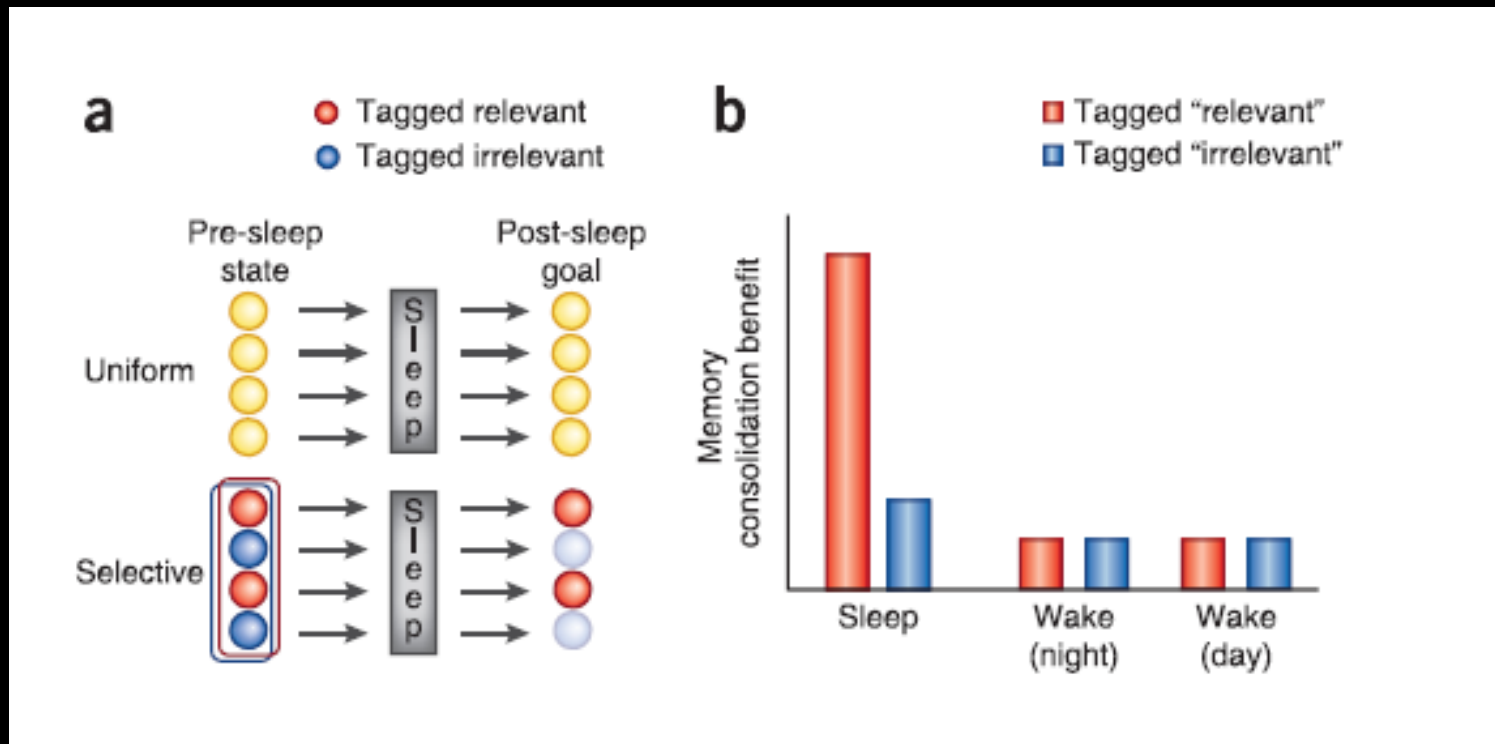 a
Tagged relevant
Tagged irrelevant
Pre-sleep
state
Post-sleep
goal
Uniform
Sleep
Selective
Sleep
b
Tagged “relevant”
Tagged “irrelevant”
Memory
consolidation benefit
Sleep
Wake
(night)
Wake
(day)